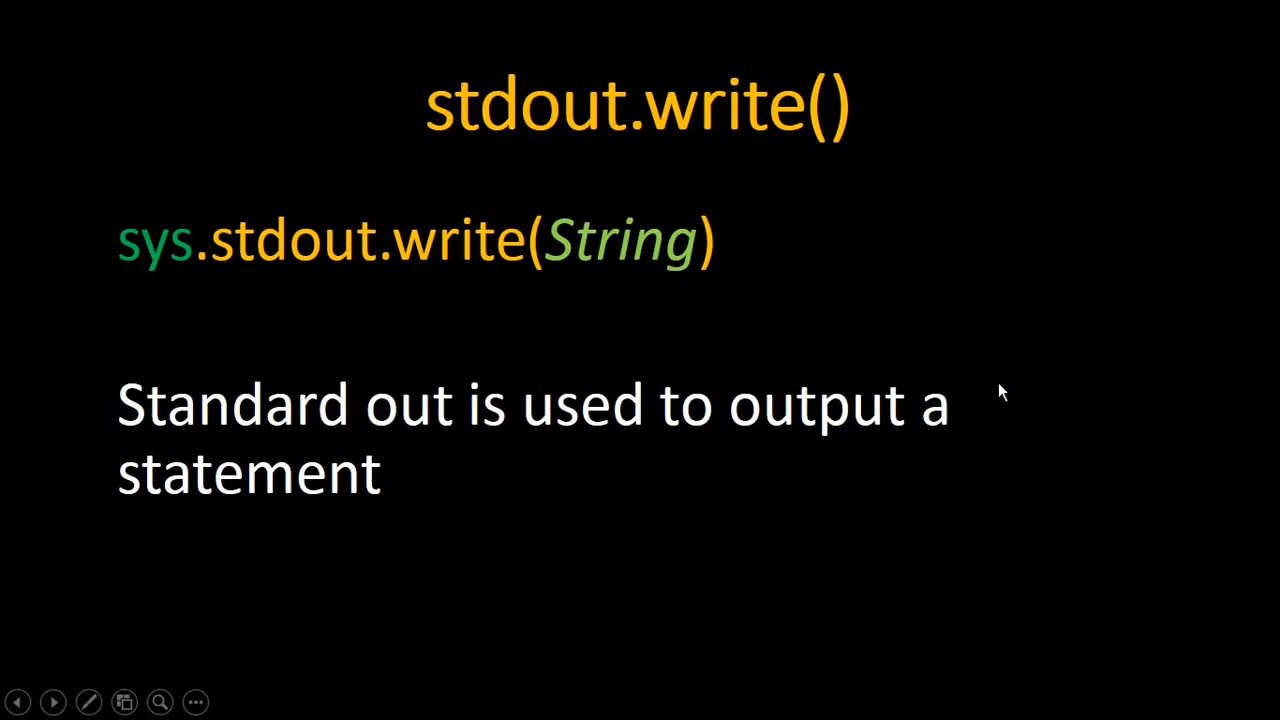 stdout.write()
sys.stdout.write(String)
Standard out is used to output a
statement